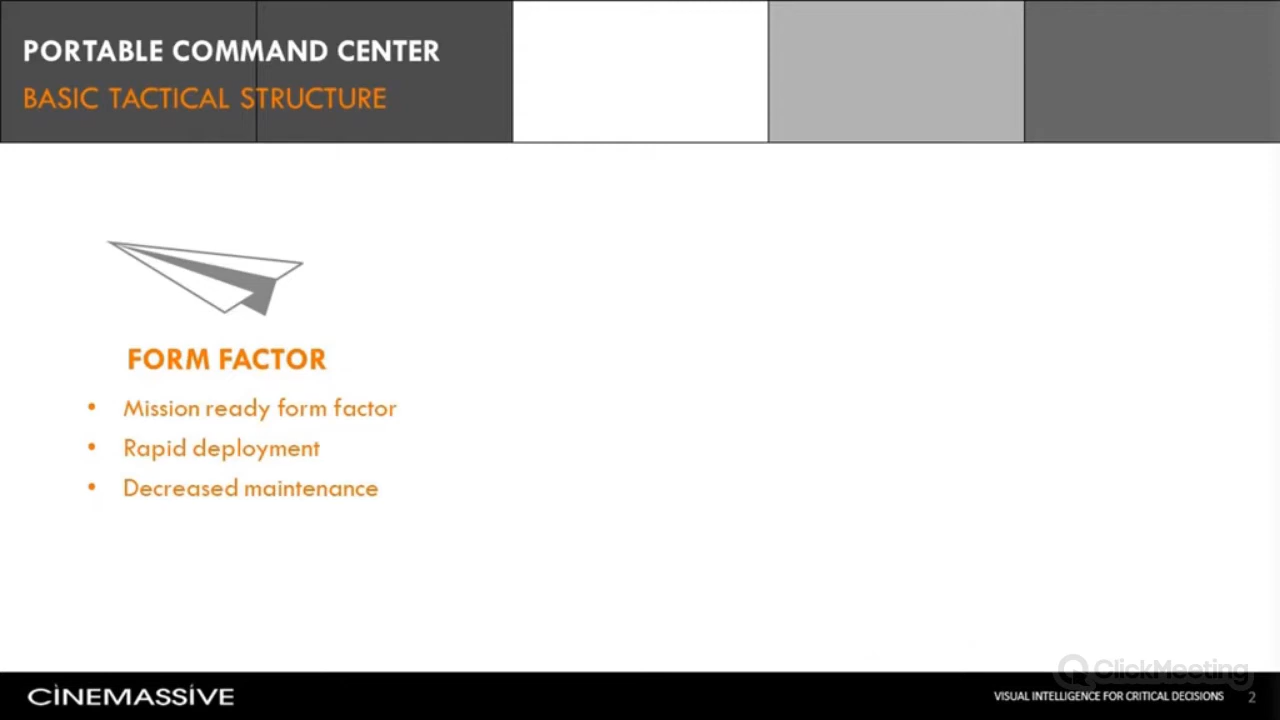 PORTABLE COMMAND CENTER
BASIC TACTICAL STRUCTURE
FORM FACTOR
• Mission ready form factor
• Rapid deployment
• Decreased maintenance
ClickMeeting
CINEMASSIVE
VISUAL INTELLIGENCE FOR CRITICAL DECISIONS 2